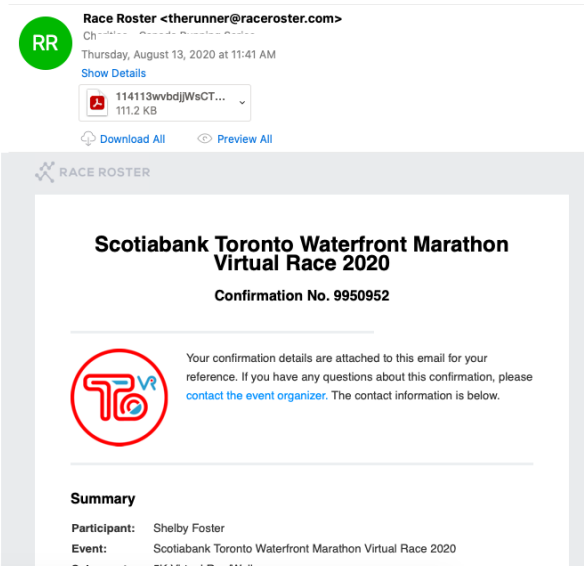 Race Roster <therunner@raceroster.com>
RR
Thursday, August 13, 2020 at 11:41 AM
Show Details
114113wvbdjjWsCT...
111.2 KB
Download All Preview All
RACE ROSTER
Scotiabank Toronto Waterfront Marathon
Virtual Race 2020
Confirmation No. 9950952
Your confirmation details are attached to this email for your
reference. If you have any questions about this confirmation, please
contact the event organizer. The contact information is below.
TO VR
Summary
Participant: Shelby Foster
Event: Scotiabank Toronto Waterfront Marathon Virtual Race 2020